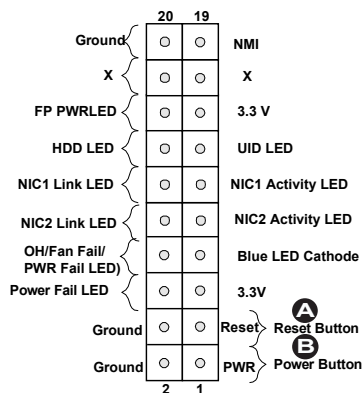 20 19
Ground NMI
X X
FP PWRLED 3.3 V
HDD LED UID LED
NIC1 Link LED NIC1 Activity LED
NIC2 Link LED NIC2 Activity LED
OH/Fan Fail/
PWR Fail LED) Blue LED Cathode
Power Fail LED 3.3V
A
Ground Reset Reset Button
B
Ground PWR Power Button
2 1